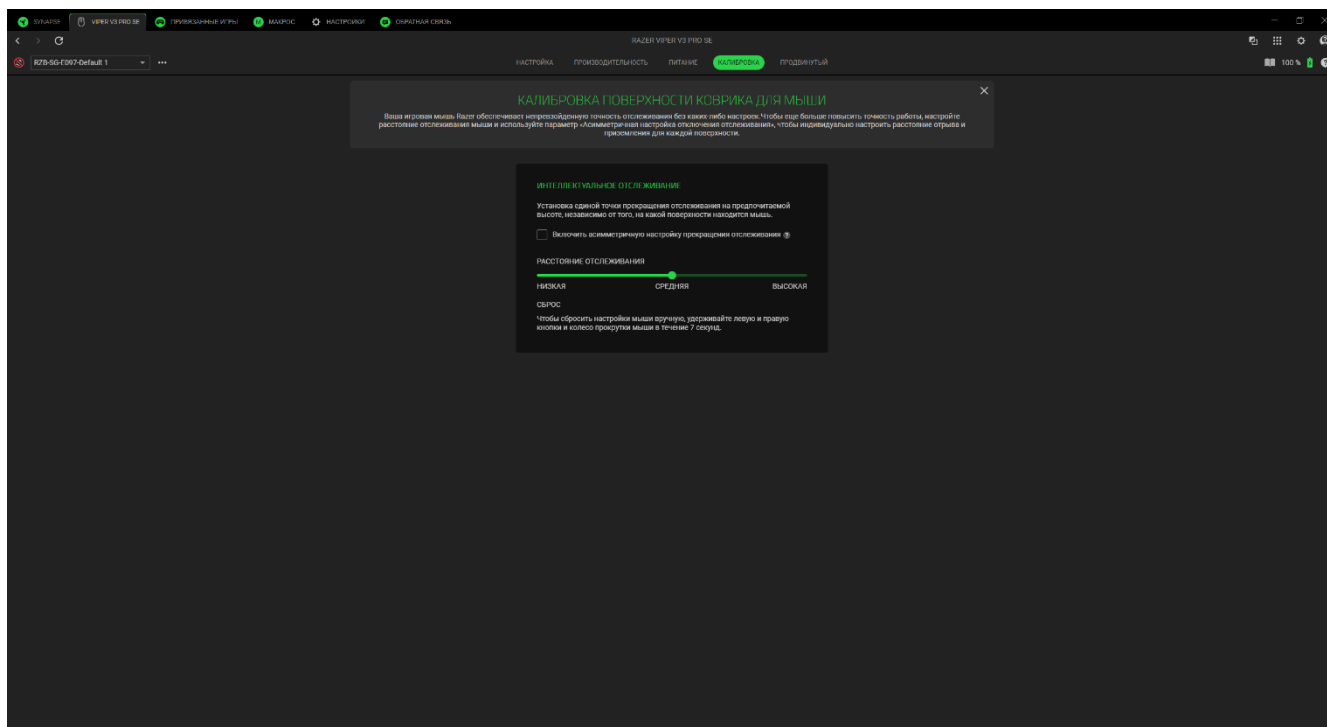 SYNAPSE VIPER V3 PRO SE ПРИВЯЗАННЫЕ ИГРЫ МАКРОС НАСТРОЙКИ ОБРАТНАЯ СВЯЗЬ
RAZER VIPER V3 PRO SE
RZB-SG-E097-Default 1 НАСТРОЙКА ПРОИЗВОДИТЕЛЬНОСТЬ ПИТАНИЕ КАЛИБРОВКА ПРОДВИНУТЫЙ 100 %
КАЛИБРОВКА ПОВЕРХНОСТИ КОВРИКА ДЛЯ МЫШИ
Ваша игровая мышь Razer обеспечивает непревзойденную точность отслеживания без каких-либо настроек. Чтобы еще больше повысить точность работы, настройте
расстояние отслеживания мыши и используйте параметр «Асимметричная настройка отключения отслеживания», чтобы индивидуально настроить расстояние отрыва и
приземления для каждой поверхности.
ИНТЕЛЛЕКТУАЛЬНОЕ ОТСЛЕЖИВАНИЕ
Установка единой точки прекращения отслеживания на предпочитаемой
высоте, независимо от того, на какой поверхности находится мышь.
Включить асимметричную настройку прекращения отслеживания ?
РАССТОЯНИЕ ОТСЛЕЖИВАНИЯ
НИЗКАЯ СРЕДНЯЯ ВЫСОКАЯ
СБРОС
Чтобы сбросить настройки мыши вручную, удерживайте левую и правую
кнопки и колесо прокрутки мыши в течение 7 секунд.